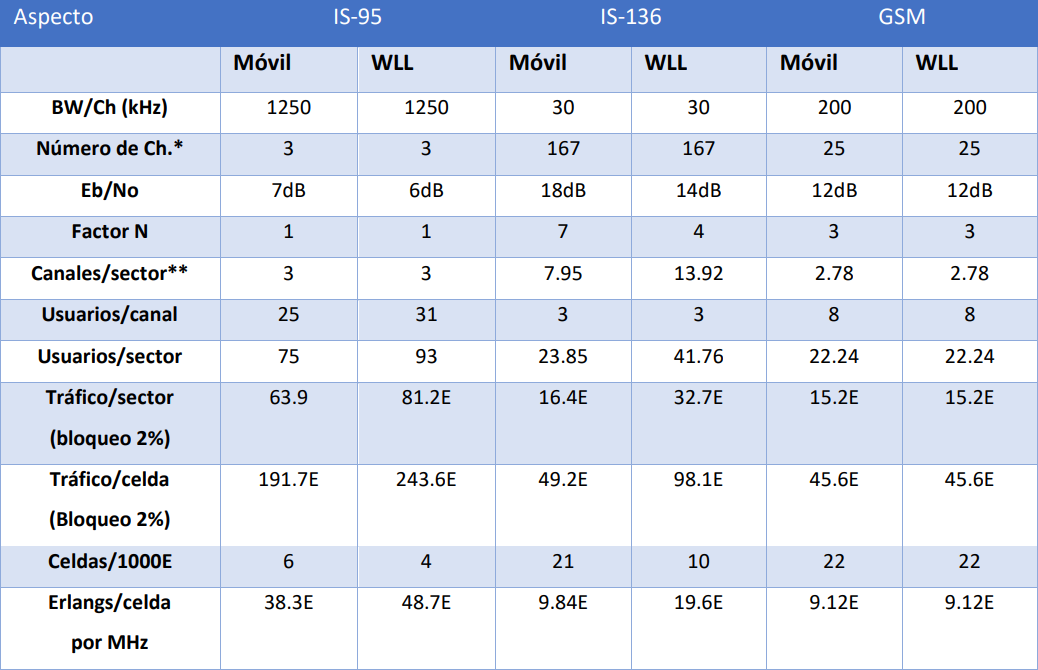 Aspecto IS-95 IS-136 GSM
Móvil WLL Móvil WLL Móvil WLL
BW/Ch (kHz) 1250 1250 30 30 200 200
Número de Ch.* 3 3 167 167 25 25
Eb/No 7dB 6dB 18dB 14dB 12dB 12dB
Factor N 1 1 7 4 3 3
Canales/sector** 3 3 7.95 13.92 2.78 2.78
Usuarios/canal 25 31 3 3 8 8
Usuarios/sector 75 93 23.85 41.76 22.24 22.24
Tráfico/sector 63.9 81.2E 16.4E 32.7E 15.2E 15.2E
(bloqueo 2%)
Tráfico/celda 191.7E 243.6E 49.2E 98.1E 45.6E 45.6E
(Bloqueo 2%)
Celdas/1000E 6 4 21 10 22 22
Erlangs/celda 38.3E 48.7E 9.84E 19.6E 9.12E 9.12E
por MHz